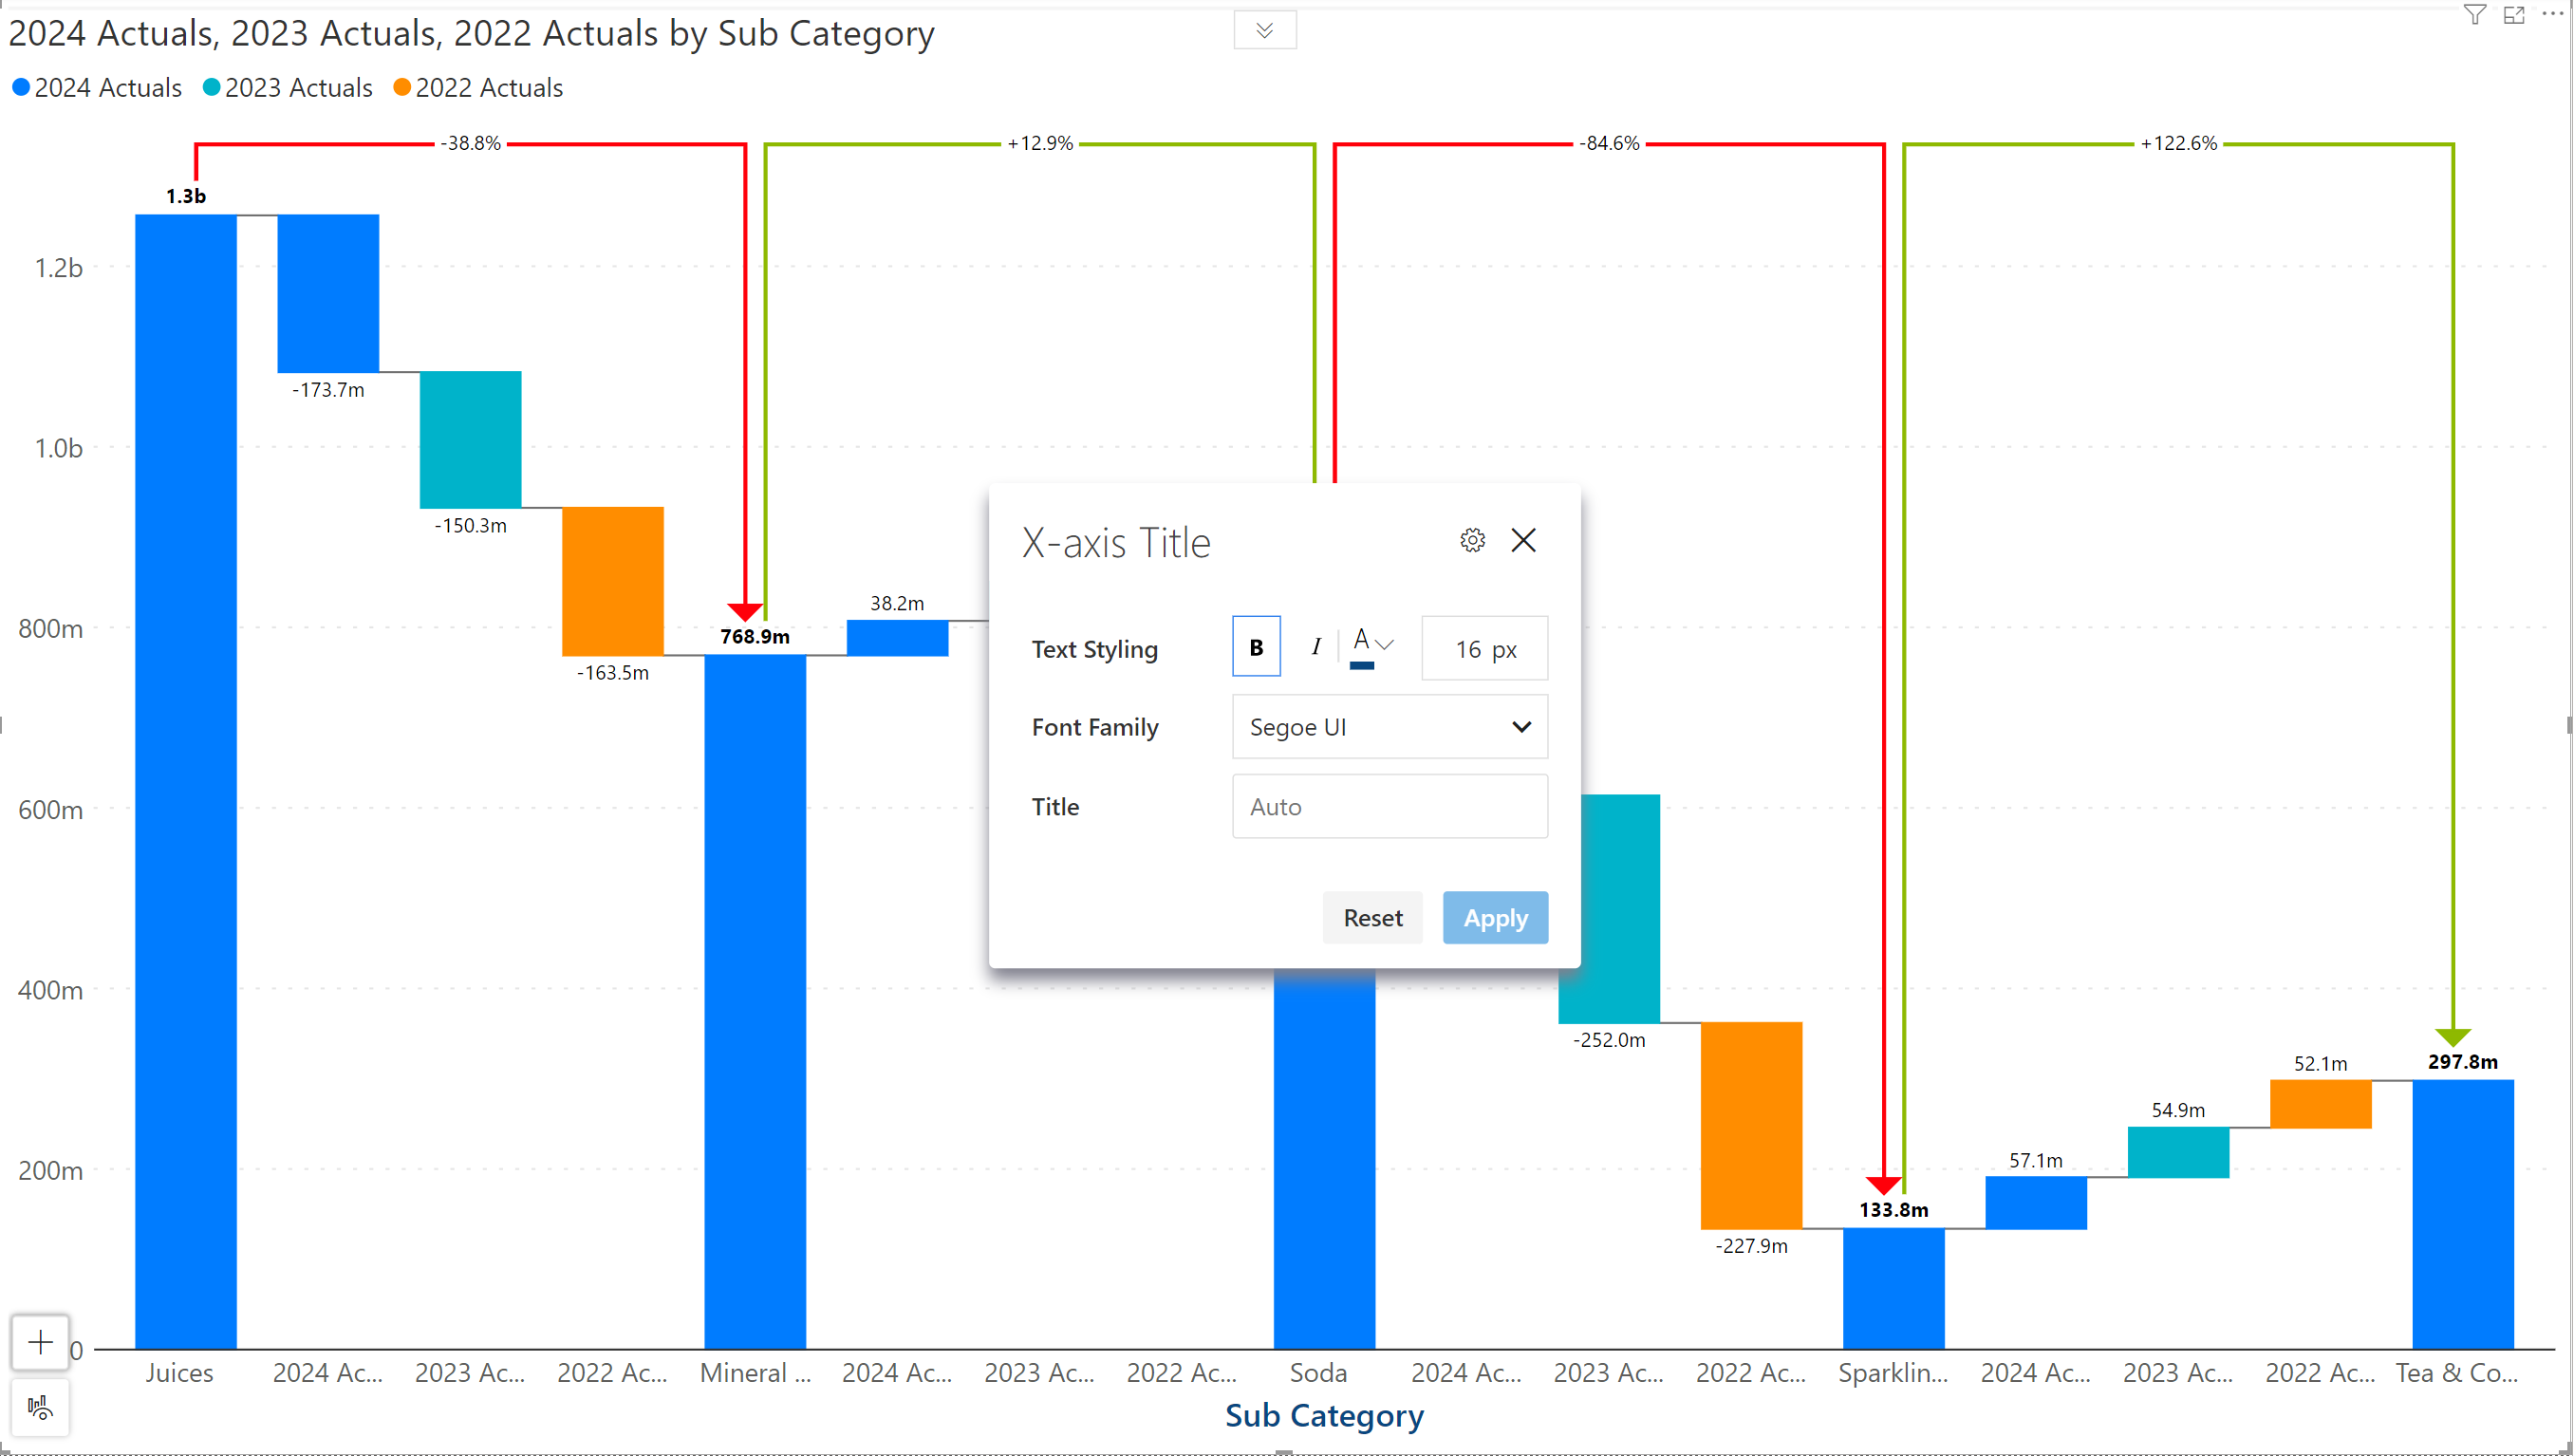 2024 Actuals, 2023 Actuals, 2022 Actuals by Sub Category
2024 Actuals 2023 Actuals 2022 Actuals
-38.8% +12.9% -84.6% +122.6%
1.3b
1.2b
-173.7m
1.0b
-150.3m
X-axis Title
38.2m
800m
768.9m
-163.5m
Text Styling B I A 16 px
Font Family Segoe UI
600m
Title Auto
Reset Apply
400m
-252.0m
52.1m
297.8m
54.9m
200m
57.1m
133.8m
-227.9m
0
Juices 2024 Ac... 2023 Ac... 2022 Ac... Mineral ... 2024 Ac... 2023 Ac... 2022 Ac... Soda 2024 Ac... 2023 Ac... 2022 Ac... Sparklin... 2024 Ac... 2023 Ac... 2022 Ac... Tea & Co...
Sub Category